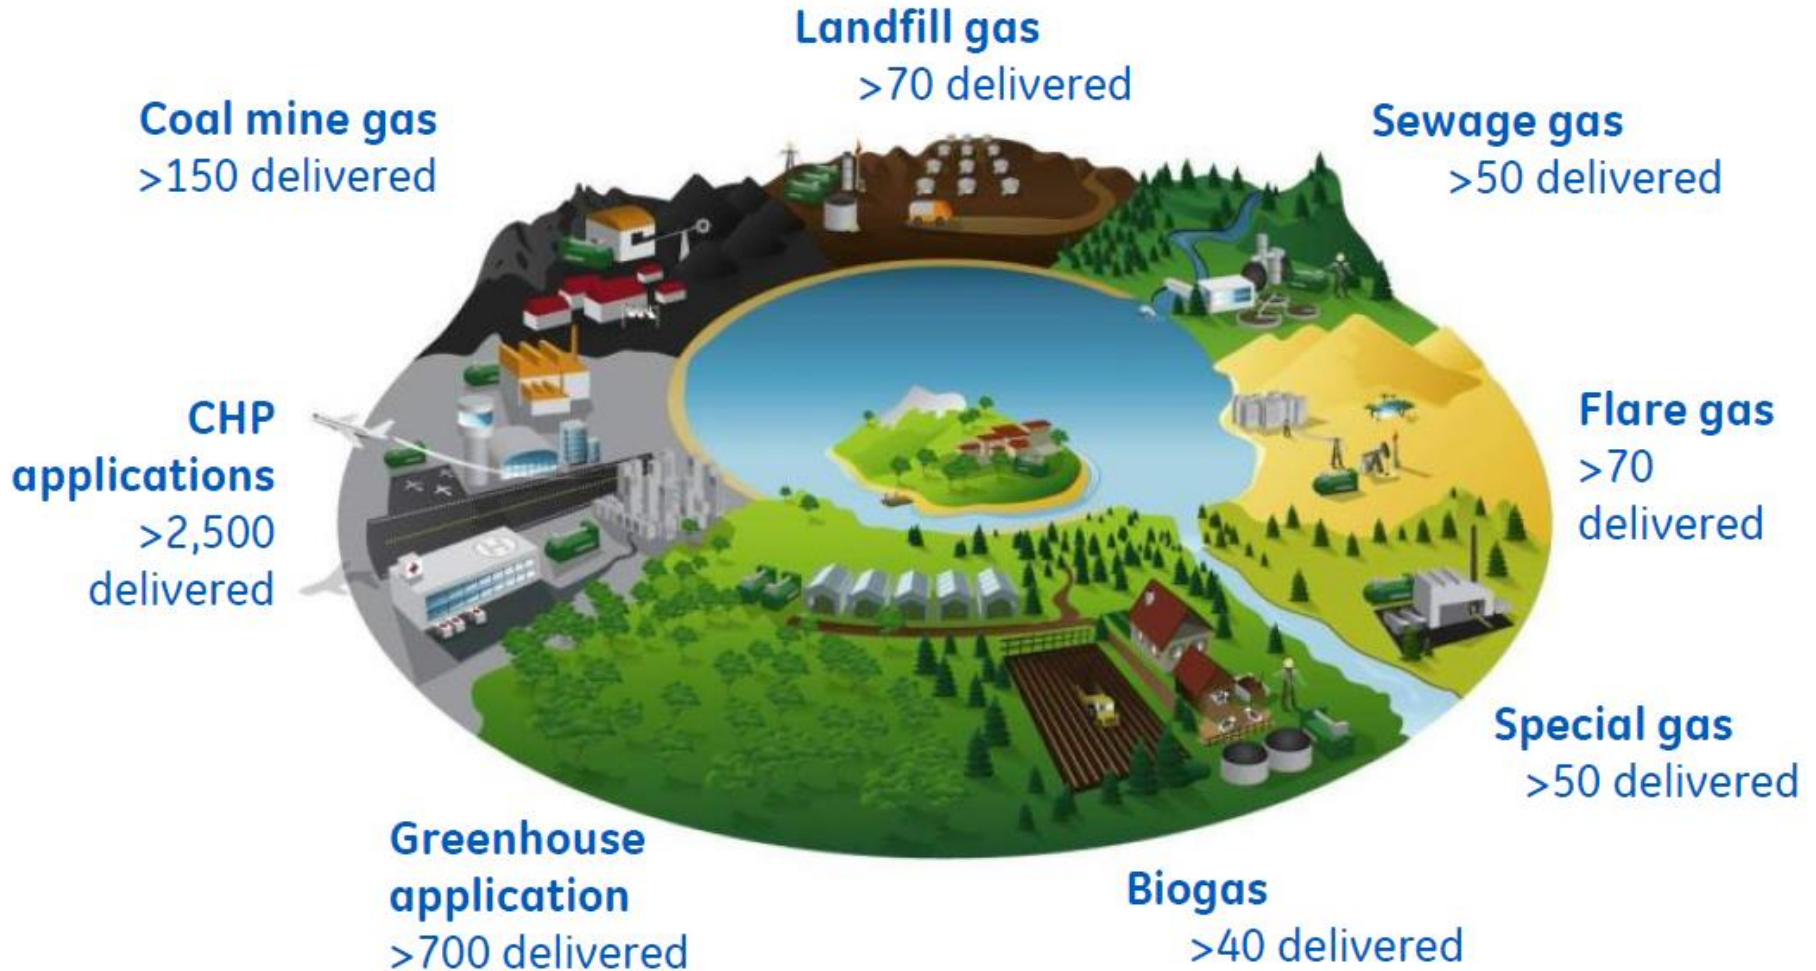 Landfill gas
>70 delivered
Coal mine gas
>150 delivered
Sewage gas
>50 delivered
CHP
applications
>2,500
delivered
Flare gas
>70
delivered
Special gas
>50 delivered
Greenhouse
application
>700 delivered
Biogas
>40 delivered
H